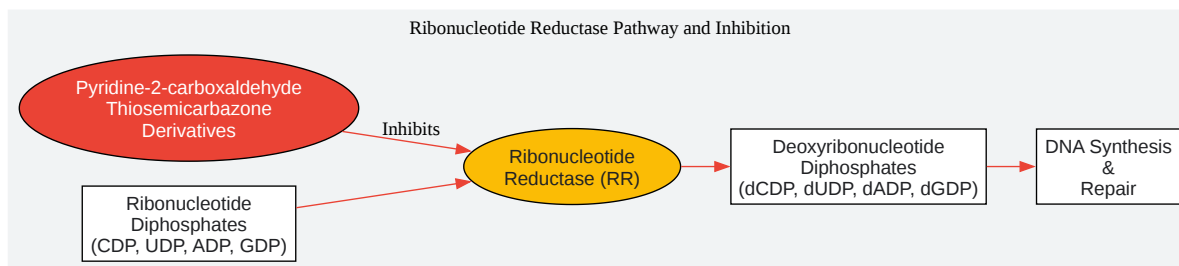 Ribonucleotide Reductase Pathway and Inhibition
Pyridine-2-carboxaldehyde
Thiosemicarbazone
Derivatives
Inhibits
Ribonucleotide
Diphosphates
(CDP, UDP, ADP, GDP)
Ribonucleotide
Reductase (RR)
Deoxyribonucleotide
Diphosphates
(dCDP, dUDP, dADP, dGDP)
DNA Synthesis
&
Repair